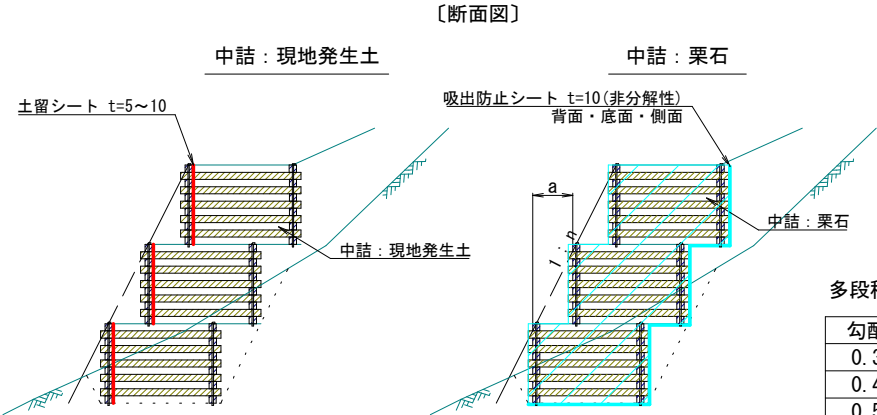 〔断面図〕
中詰：現地発生土
中詰：栗石
土留シート t=5～10
吸出防止シート t=10(非分解性)
背面・底面・側面
a
1：n
中詰：栗石
中詰：現地発生土
多段
勾配
0.3
0.4
0.5